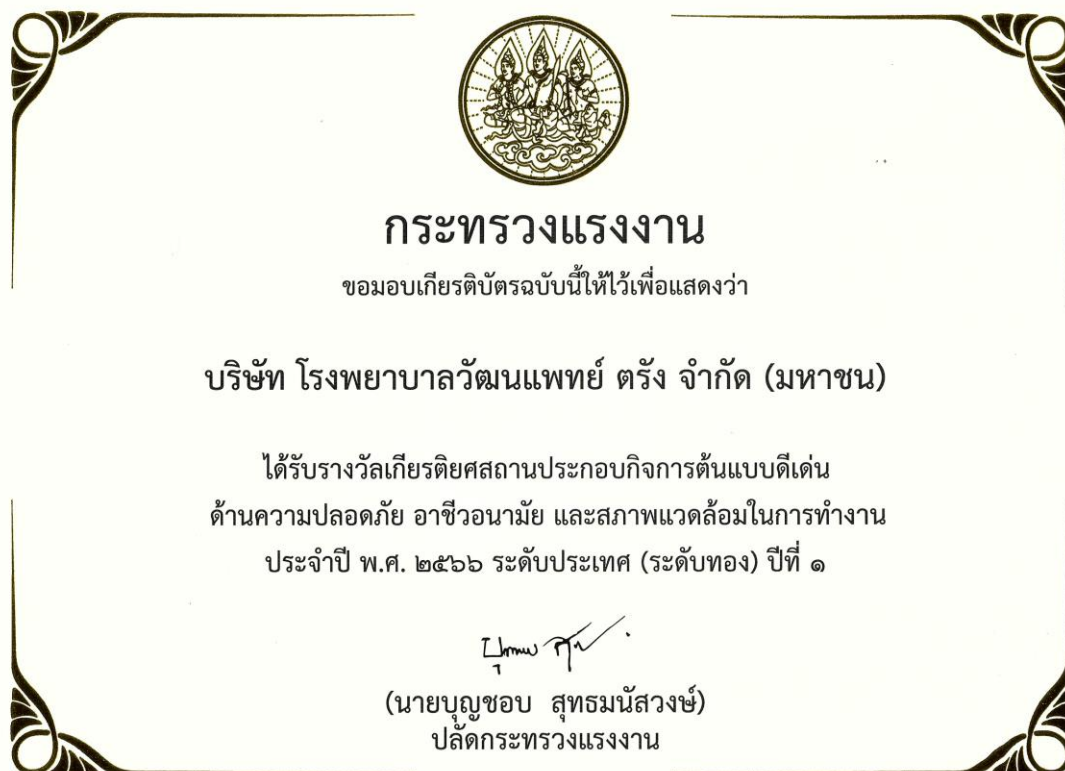 กระทรวงแรงงาน
ขอมอบเกียรติบัตรฉบับนี้ให้ไว้เพื่อแสดงว่า
บริษัท โรงพยาบาลวัฒนแพทย์ ตรัง จำกัด (มหาชน)
ได้รับรางวัลเกียรติยศสถานประกอบกิจการต้นแบบดีเด่น
ด้านความปลอดภัย อาชีวอนามัย และสภาพแวดล้อมในการทำงาน
ประจำปี พ.ศ. ๒๕๖๖ ระดับประเทศ (ระดับทอง) ปีที่ ๑
(นายบุญชอบ สุทธมนัสวงษ์)
ปลัดกระทรวงแรงงาน